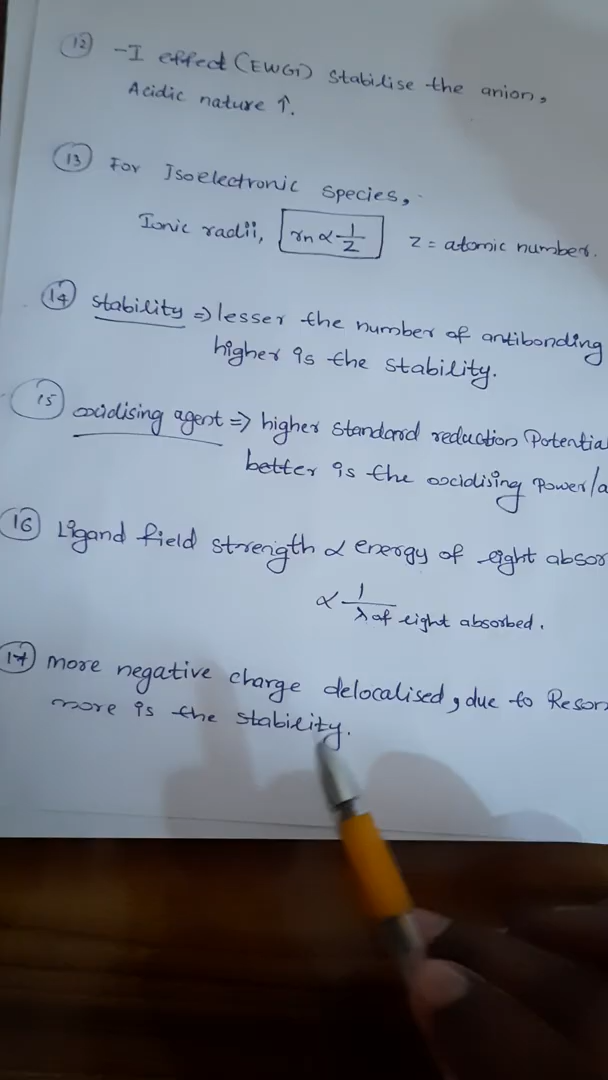 12 -I effect (EWG) stabilise the anion,
Acidic nature ↑.
13 For Isoelectronic species,
Ionic radii, rn ∝ 1/Z Z = atomic number.
14 stability ⇒ lesser the number of antibonding
higher is the stability.
15 oxidising agent ⇒ higher standard reduction Potentia
better is the oxidising power/a
16 Ligand field strength ∝ energy of light absor
∝ 1/λ of light absorbed.
17 more negative charge delocalised, due to Reson
more is the stability.